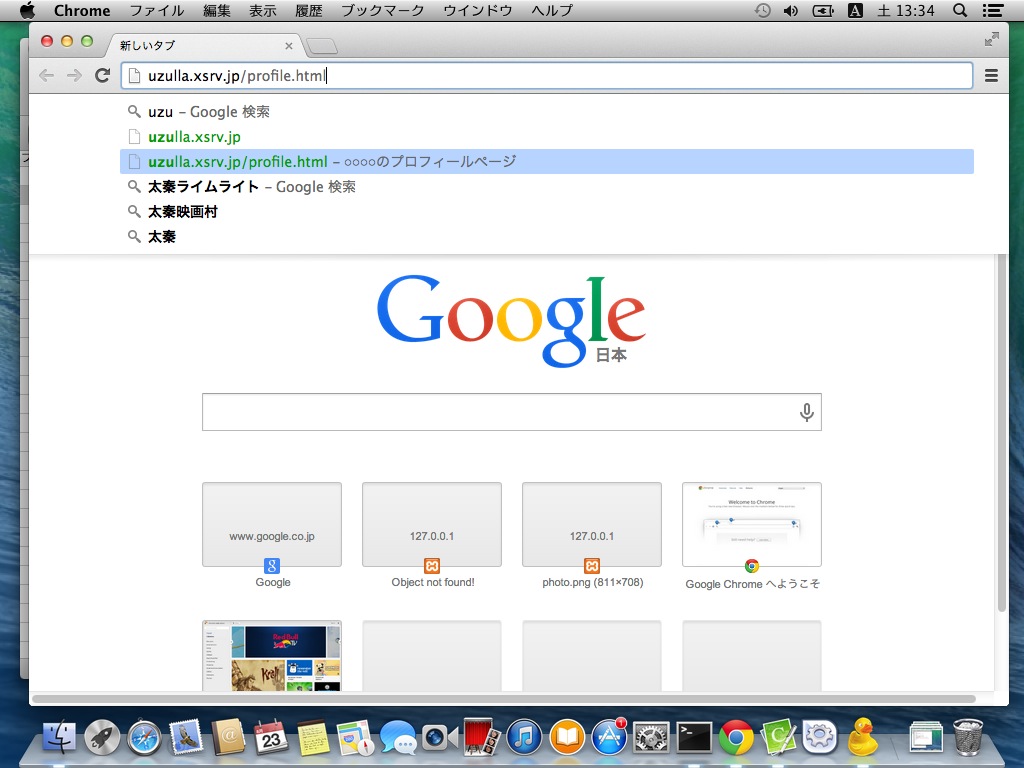 Chrome ファイル 編集 表示 履歴 ブックマーク ウインドウ ヘルプ A 土 13:34
新しいタブ
uzulla.xsrv.jp/profile.html
uzu – Google 検索
uzulla.xsrv.jp
uzulla.xsrv.jp/profile.html – ○○○○のプロフィールページ
太秦ライムライト – Google 検索
太秦映画村
太秦
Google
日本
www.google.co.jp 127.0.0.1 127.0.0.1 Welcome to Chrome
Google Object not found! photo.png (811×708) Google Chrome へようこそ
Red Bull TV
23
1